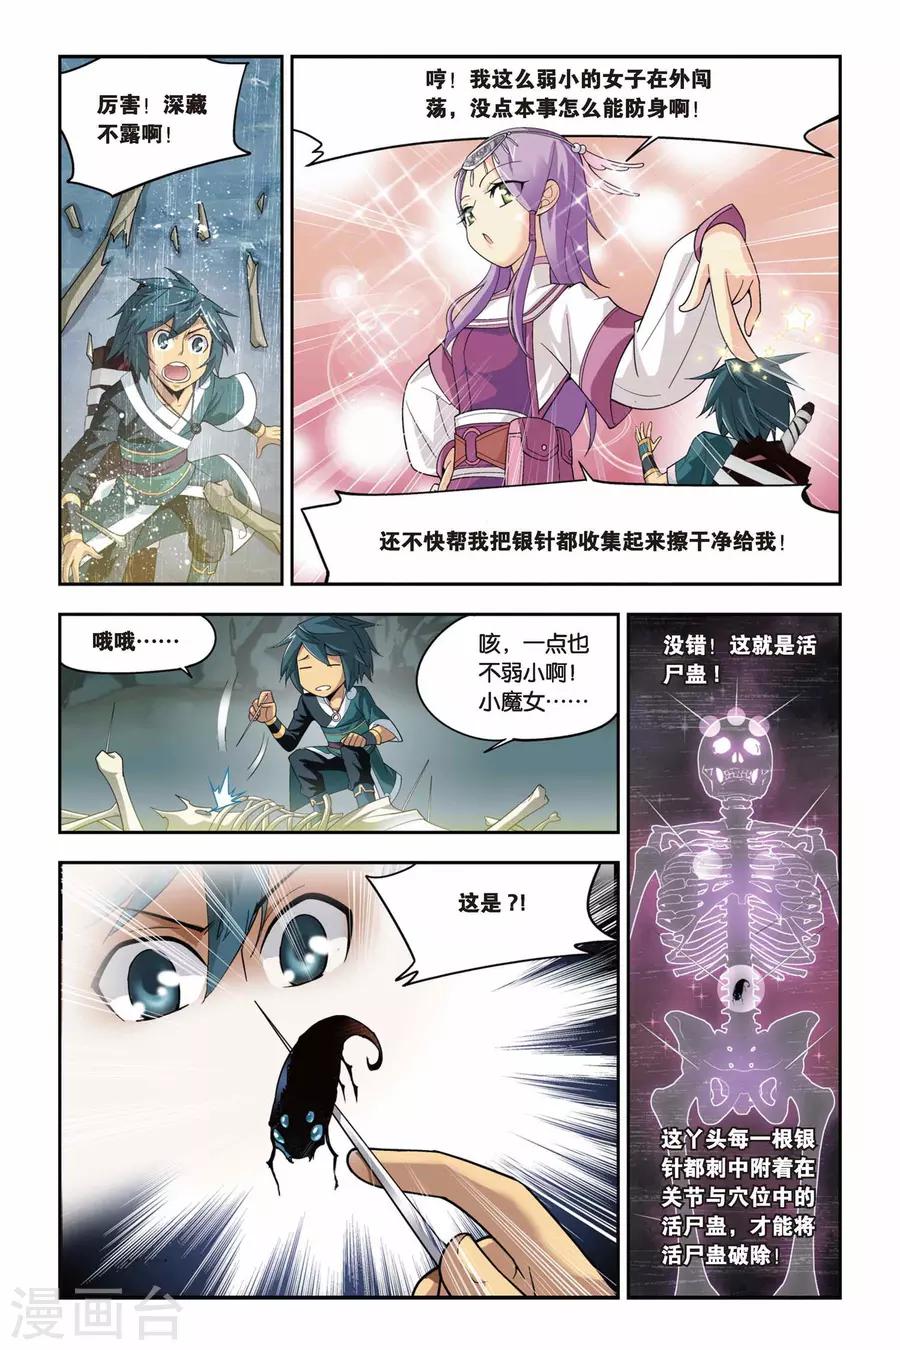 厉害！深藏
不露啊！
哼！我这么弱小的女子在外闯
荡，没点本事怎么能防身啊！
还不快帮我把银针都收集起来擦干净给我！
哦哦……
咳，一点也
不弱小啊！
小魔女……
没错！这就是活
尸蛊！
这是?!
这丫头每一根银
针都刺中附着在
关节与穴位中的
活尸蛊，才能将
活尸蛊破除！
漫画台